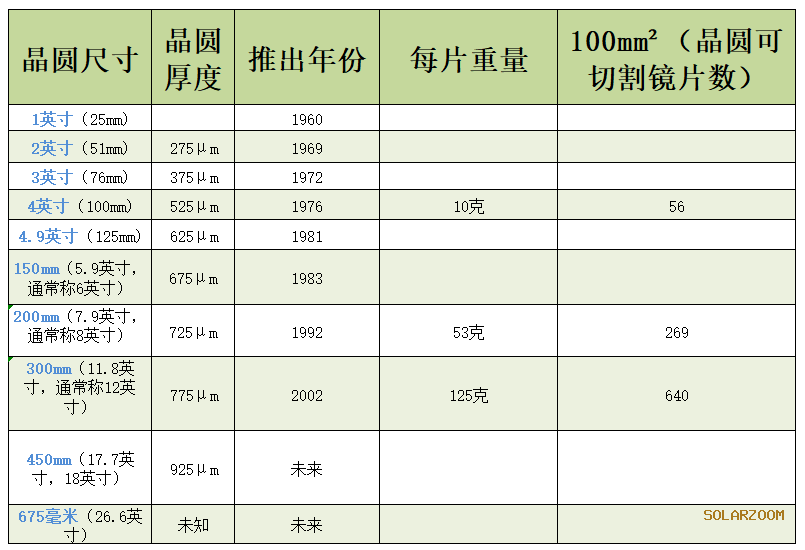 晶圆尺寸
晶圆
厚度
推出年份
每片重量
100mm²（晶圆可
切割镜片数）
1英寸（25mm)
1960
2英寸（51mm)
275μm
1969
3英寸（76mm)
375μm
1972
4英寸（100mm)
525μm
1976
10克
56
4.9英寸（125mm)
625μm
1981
150mm（5.9英寸，
通常称6英寸）
675μm
1983
200mm（7.9英寸，
通常称8英寸）
725μm
1992
53克
269
300mm（11.8英
寸，通常称12英
寸）
775μm
2002
125克
640
450mm（17.7英
寸，18英寸）
925μm
未来
675毫米（26.6英
寸）
未知
未来
SOLARZOOM